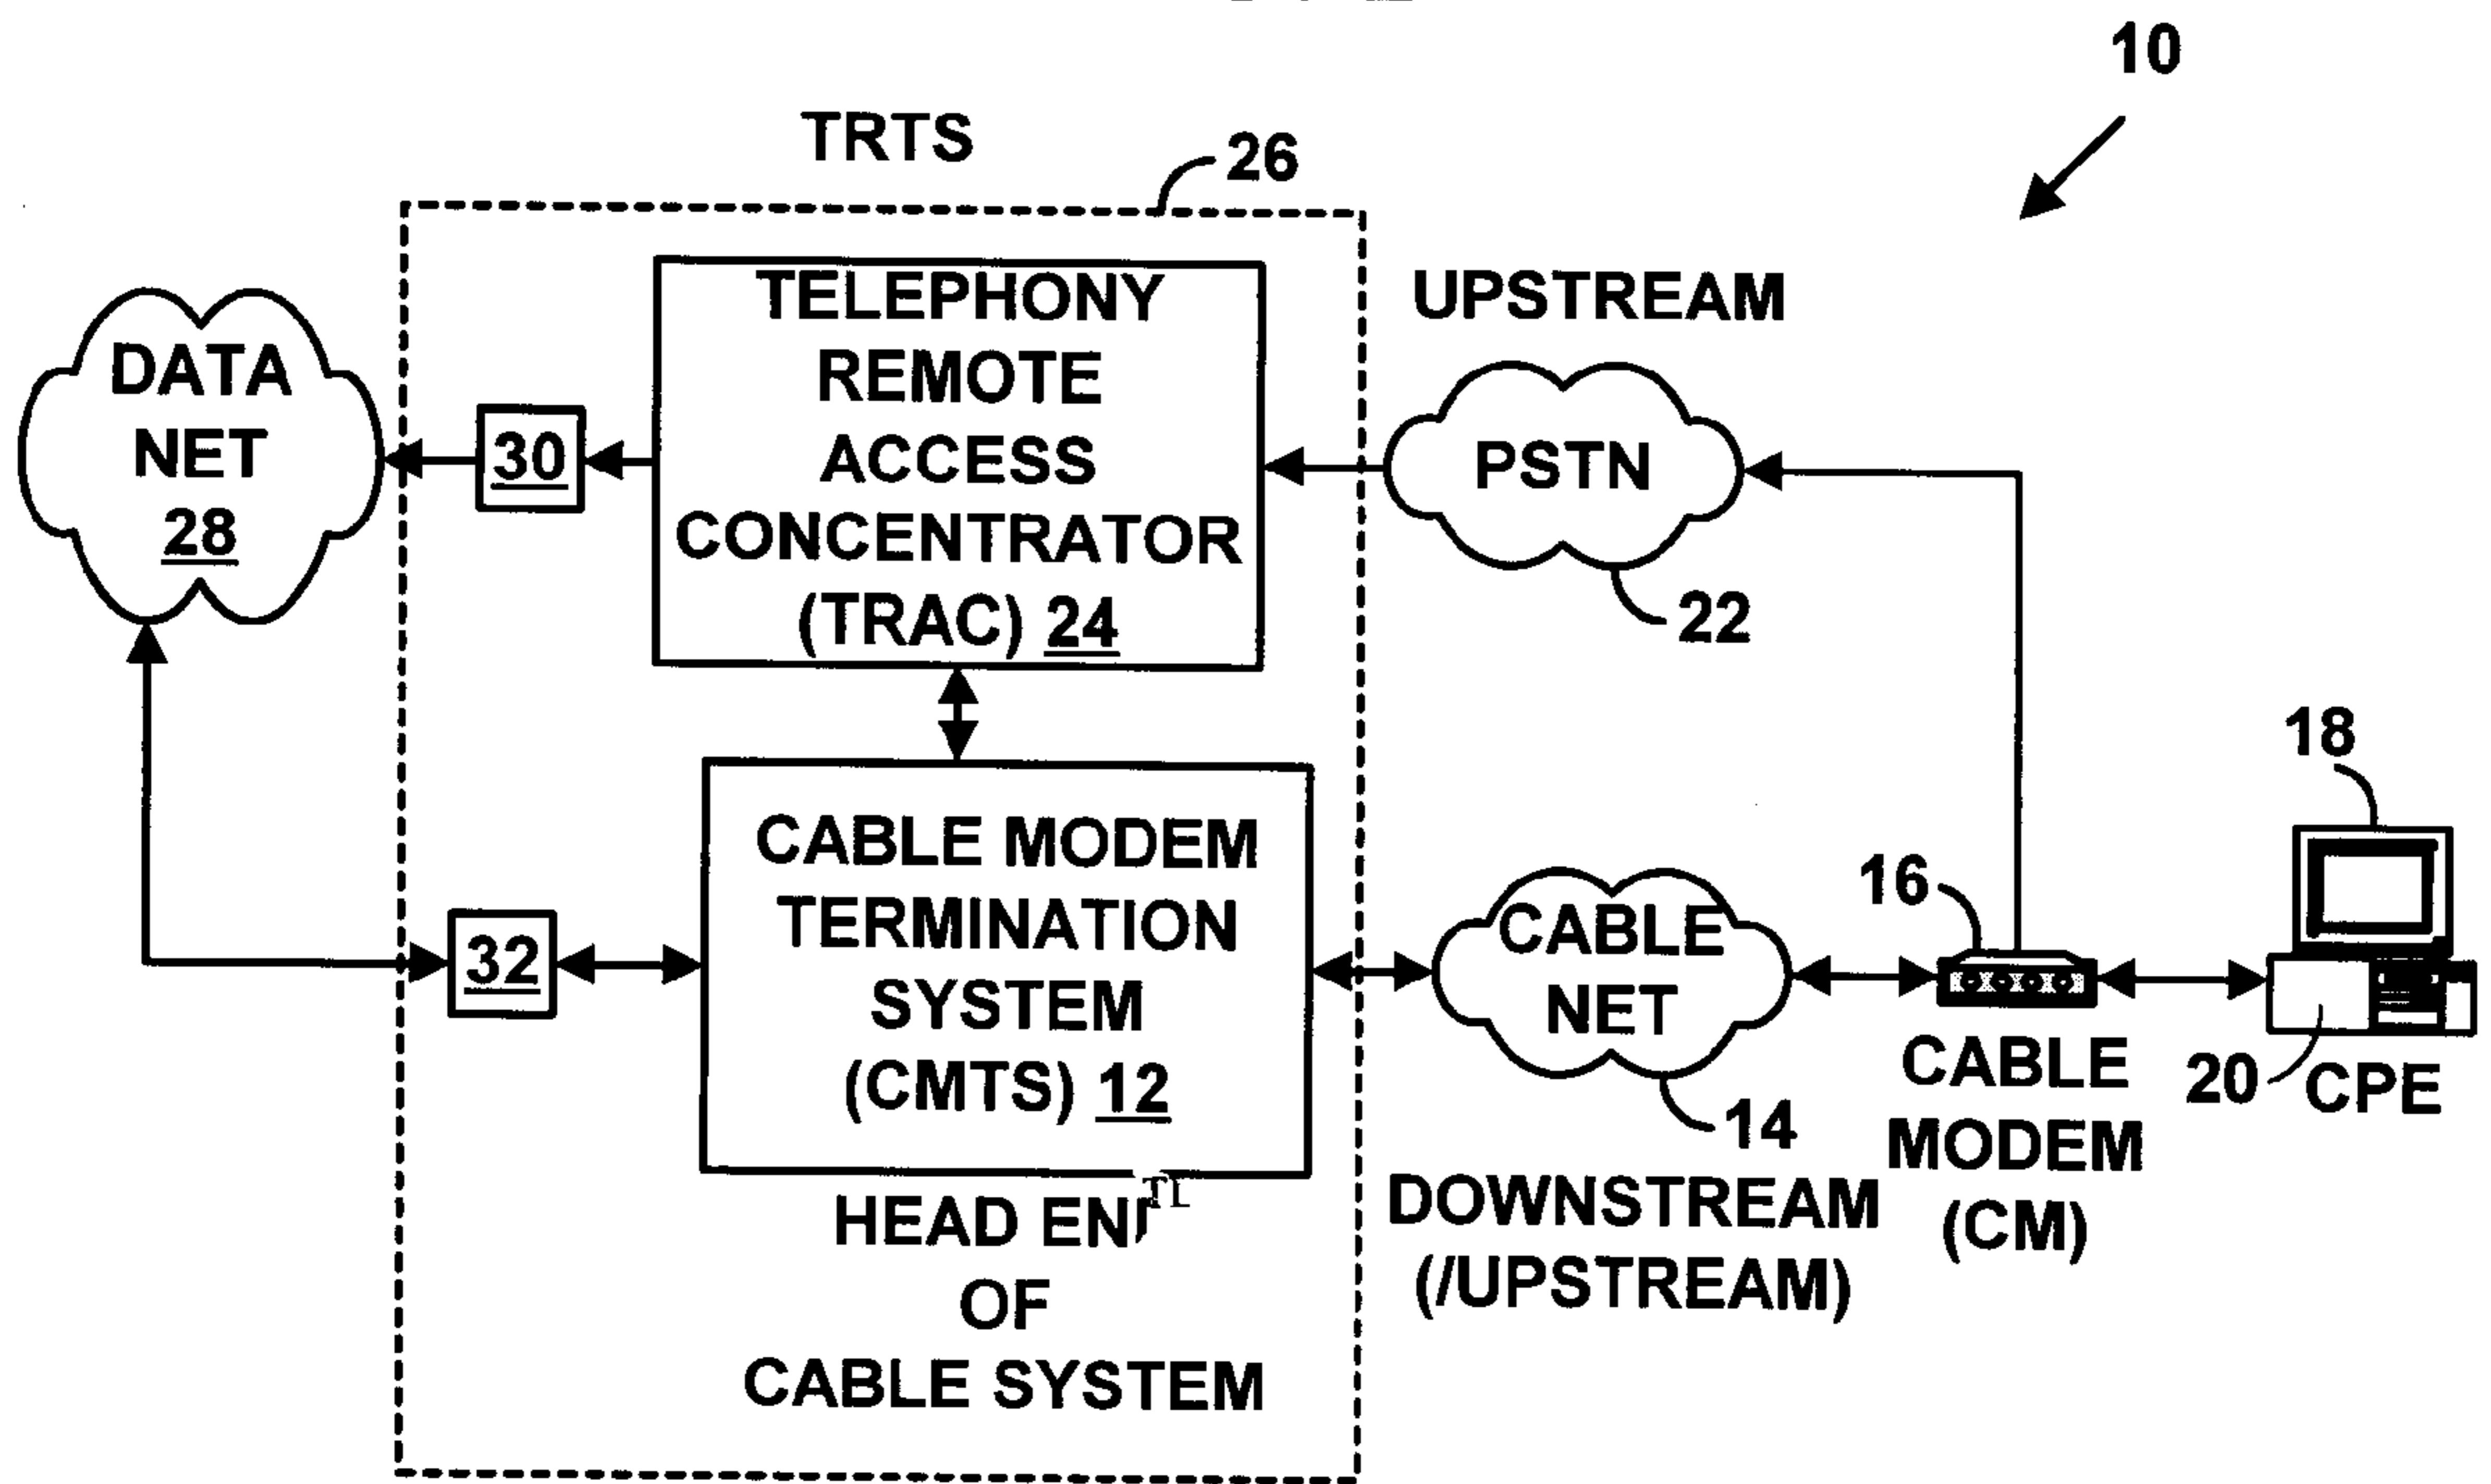 10
TRTS
26
TELEPHONY
REMOTE
ACCESS
CONCENTRATOR
(TRAC) 24
UPSTREAM
DATA
NET
28
30
PSTN
22
18
CABLE MODEM
TERMINATION
SYSTEM
(CMTS) 12
32
CABLE
NET
14
16
20
CPE
CABLE
MODEM
(CM)
HEAD
OF
CABLE SYSTEM
DOWNSTREAM
(/UPSTREAM)